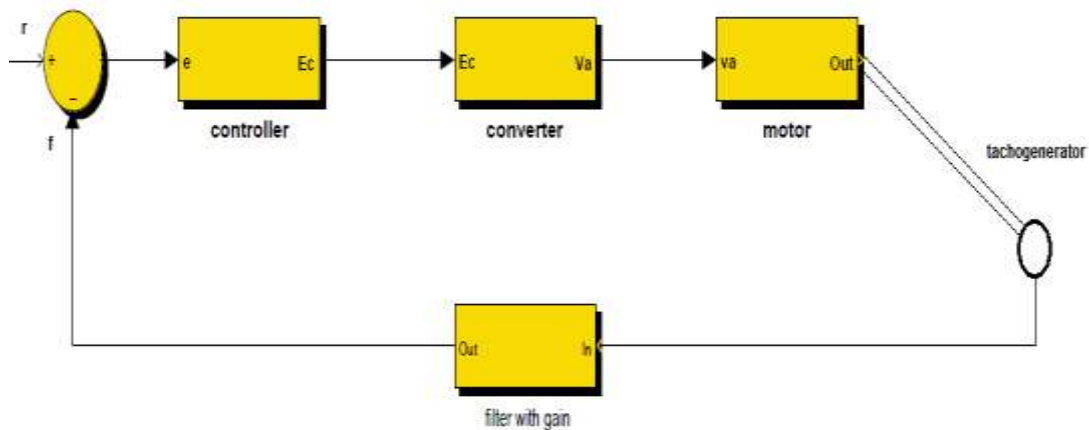 r
+
−
f
e
Ec
controller
Ec
Va
converter
va
Out
motor
tachogenerator
Out
In
filter with gain